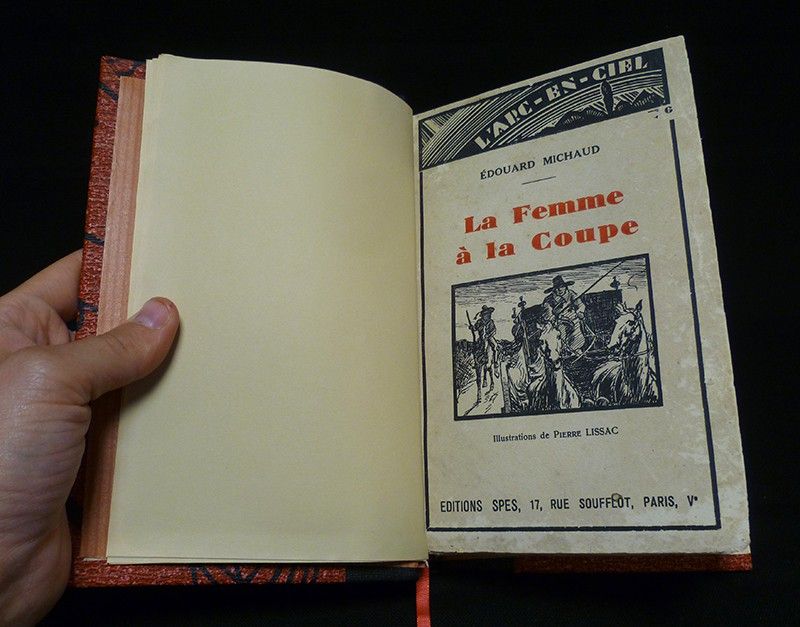 L'ARC-EN-CIEL
6
ÉDOUARD MICHAUD
La Femme
à la Coupe
Illustrations de PIERRE LISSAC
EDITIONS SPES, 17, RUE SOUFFLOT, PARIS, Vᵉ